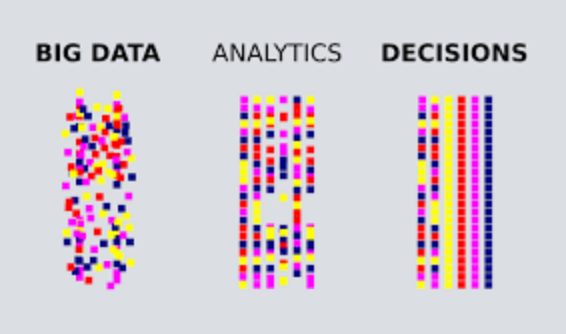 BIG DATA
ANALYTICS
DECISIONS